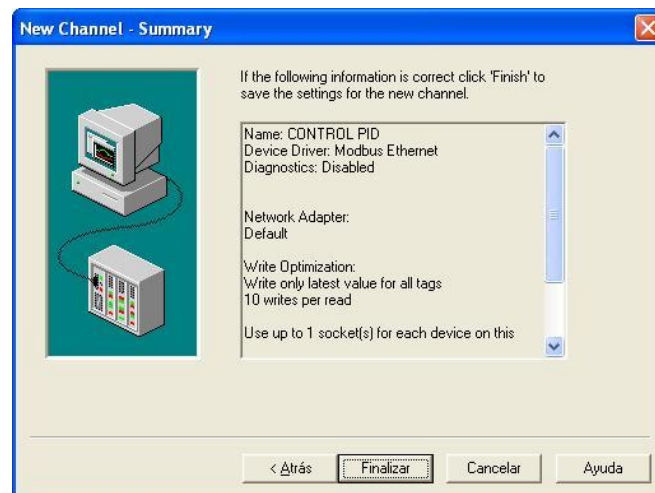 New Channel - Summary
If the following information is correct click 'Finish' to
save the settings for the new channel.
Name: CONTROL PID
Device Driver: Modbus Ethernet
Diagnostics: Disabled
Network Adapter:
Default
Write Optimization:
Write only latest value for all tags
10 writes per read
Use up to 1 socket(s) for each device on this
< Atrás
Finalizar
Cancelar
Ayuda